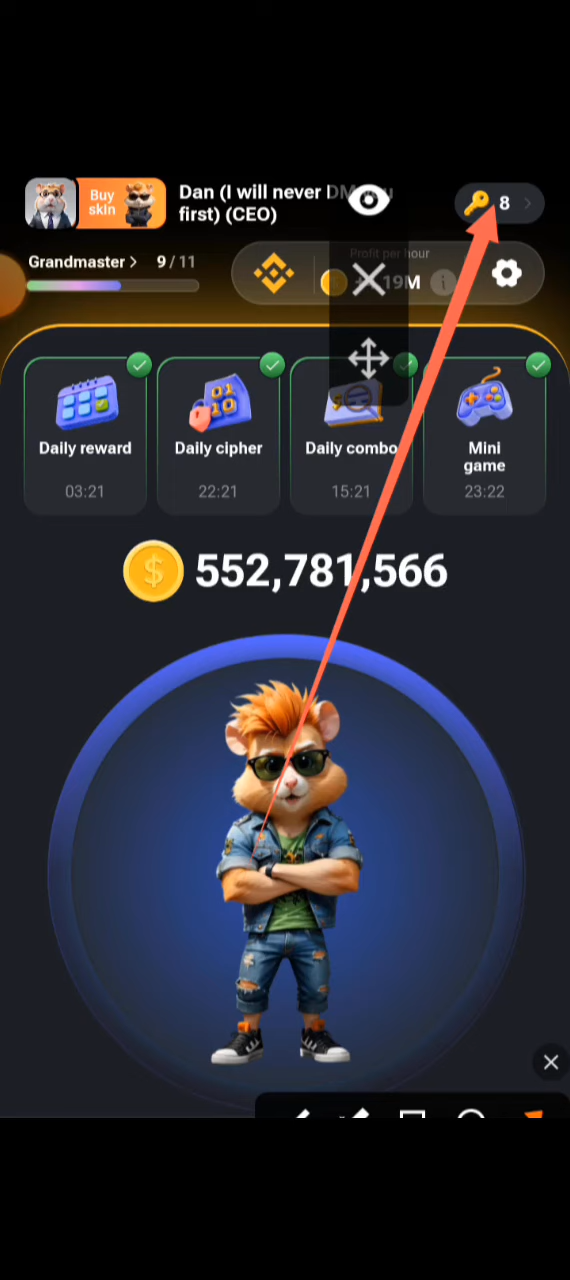 Buy
skin
Dan (I will never DM you
first) (CEO)
8
Grandmaster > 9 / 11
Profit per hour
19M
Daily reward
03:21
Daily cipher
22:21
Daily combo
15:21
Mini
game
23:22
552,781,566